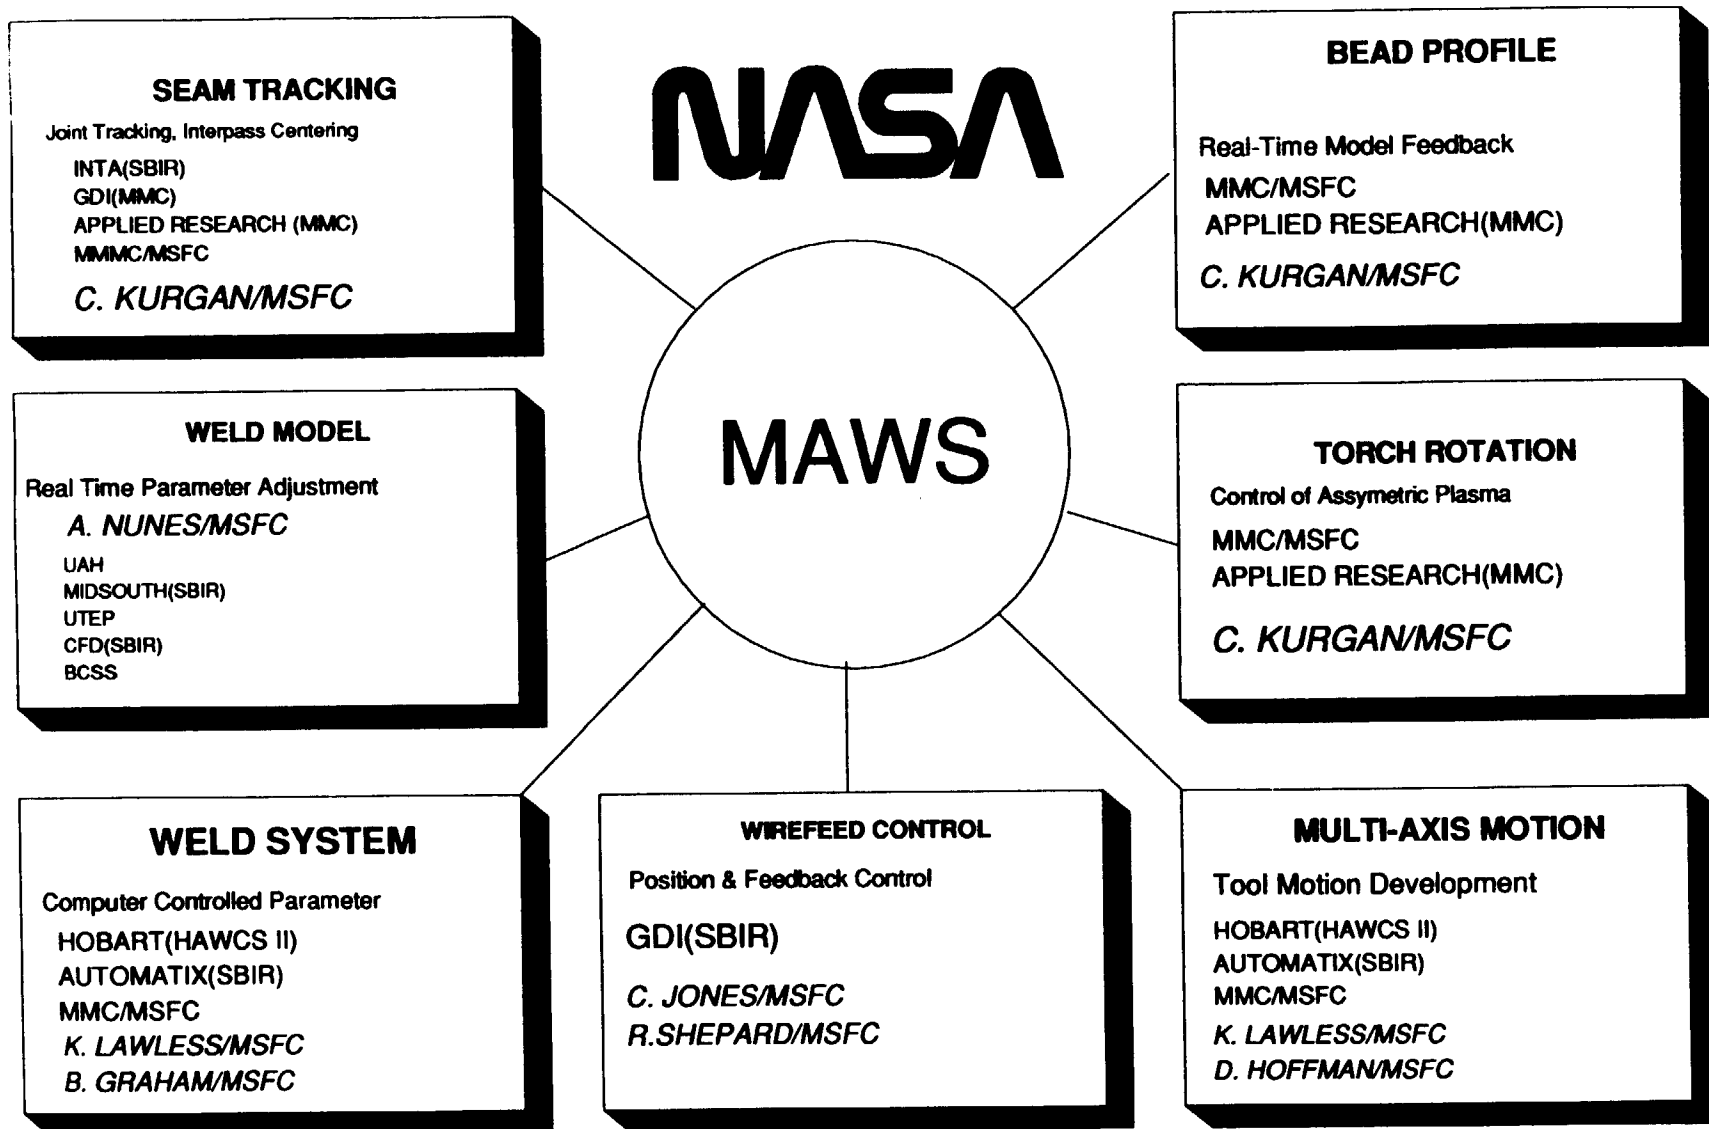 NASA
SEAM TRACKING
Joint Tracking, Interpass Centering
INTA(SBIR)
GDI(MMC)
APPLIED RESEARCH (MMC)
MMMC/MSFC
C. KURGAN/MSFC
BEAD PROFILE
Real-Time Model Feedback
MMC/MSFC
APPLIED RESEARCH(MMC)
C. KURGAN/MSFC
MAWS
WELD MODEL
Real Time Parameter Adjustment
A. NUNES/MSFC
UAH
MIDSOUTH(SBIR)
UTEP
CFD(SBIR)
BCSS
TORCH ROTATION
Control of Assymetric Plasma
MMC/MSFC
APPLIED RESEARCH(MMC)
C. KURGAN/MSFC
WELD SYSTEM
Computer Controlled Parameter
HOBART(HAWCS II)
AUTOMATIX(SBIR)
MMC/MSFC
K. LAWLESS/MSFC
B. GRAHAM/MSFC
WIREFEED CONTROL
Position & Feedback Control
GDI(SBIR)
C. JONES/MSFC
R.SHEPARD/MSFC
MULTI-AXIS MOTION
Tool Motion Development
HOBART(HAWCS II)
AUTOMATIX(SBIR)
MMC/MSFC
K. LAWLESS/MSFC
D. HOFFMAN/MSFC